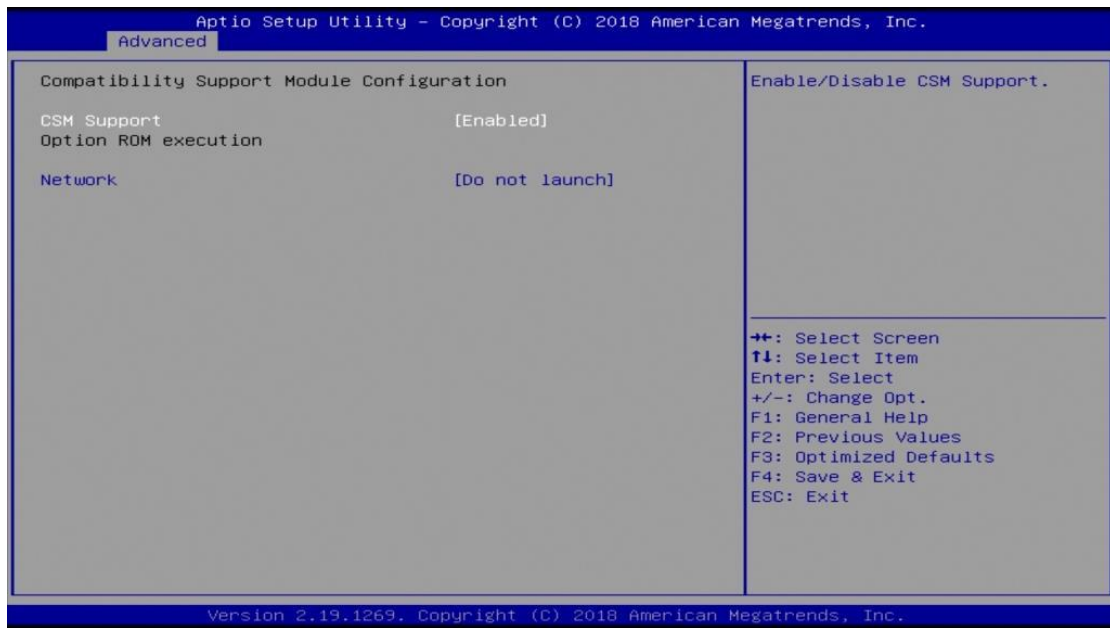 Aptio Setup Utility – Copyright (C) 2018 American Megatrends, Inc.
Advanced
Compatibility Support Module Configuration
CSM Support [Enabled]
Option ROM execution
Network [Do not launch]
Enable/Disable CSM Support.
→←: Select Screen
↑↓: Select Item
Enter: Select
+/-: Change Opt.
F1: General Help
F2: Previous Values
F3: Optimized Defaults
F4: Save & Exit
ESC: Exit
Version 2.19.1269. Copyright (C) 2018 American Megatrends, Inc.